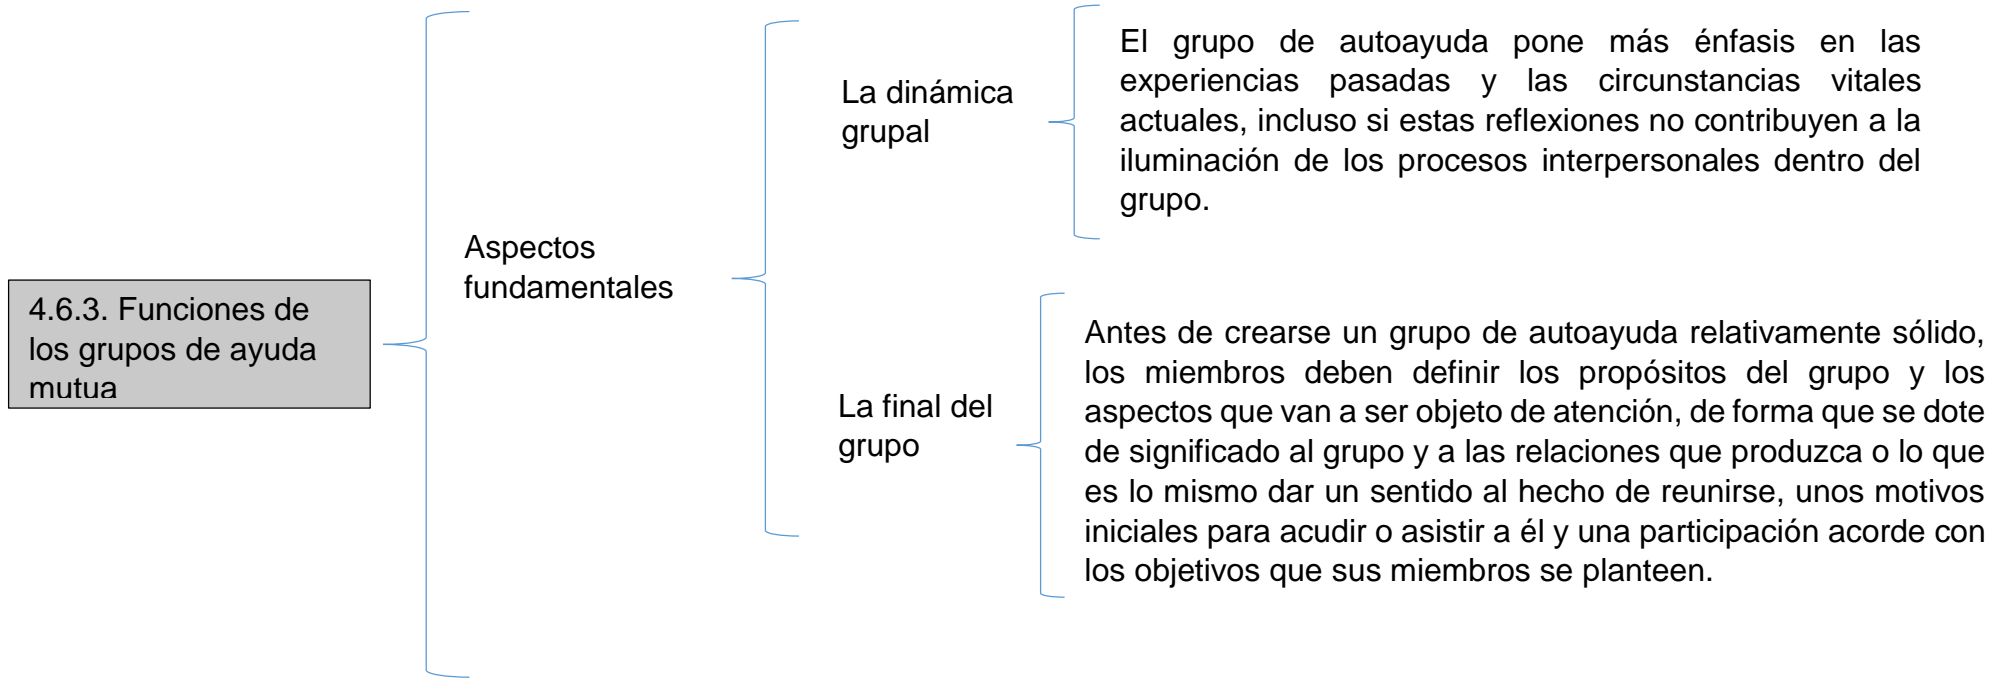 4.6.3. Funciones de
los grupos de ayuda
mutua
Aspectos
fundamentales
La dinámica
grupal
El grupo de autoayuda pone más énfasis en las
experiencias pasadas y las circunstancias vitales
actuales, incluso si estas reflexiones no contribuyen a la
iluminación de los procesos interpersonales dentro del
grupo.
La final del
grupo
Antes de crearse un grupo de autoayuda relativamente sólido,
los miembros deben definir los propósitos del grupo y los
aspectos que van a ser objeto de atención, de forma que se dote
de significado al grupo y a las relaciones que produzca o lo que
es lo mismo dar un sentido al hecho de reunirse, unos motivos
iniciales para acudir o asistir a él y una participación acorde con
los objetivos que sus miembros se planteen.